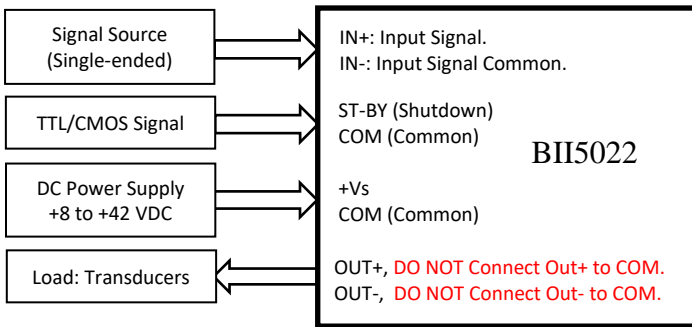 Signal Source
(Single-ended)
IN+: Input Signal.
IN-: Input Signal Common.
TTL/CMOS Signal
ST-BY (Shutdown)
COM (Common)
BII5022
DC Power Supply
+8 to +42 VDC
+Vs
COM (Common)
Load: Transducers
OUT+, DO NOT Connect Out+ to COM.
OUT-, DO NOT Connect Out- to COM.